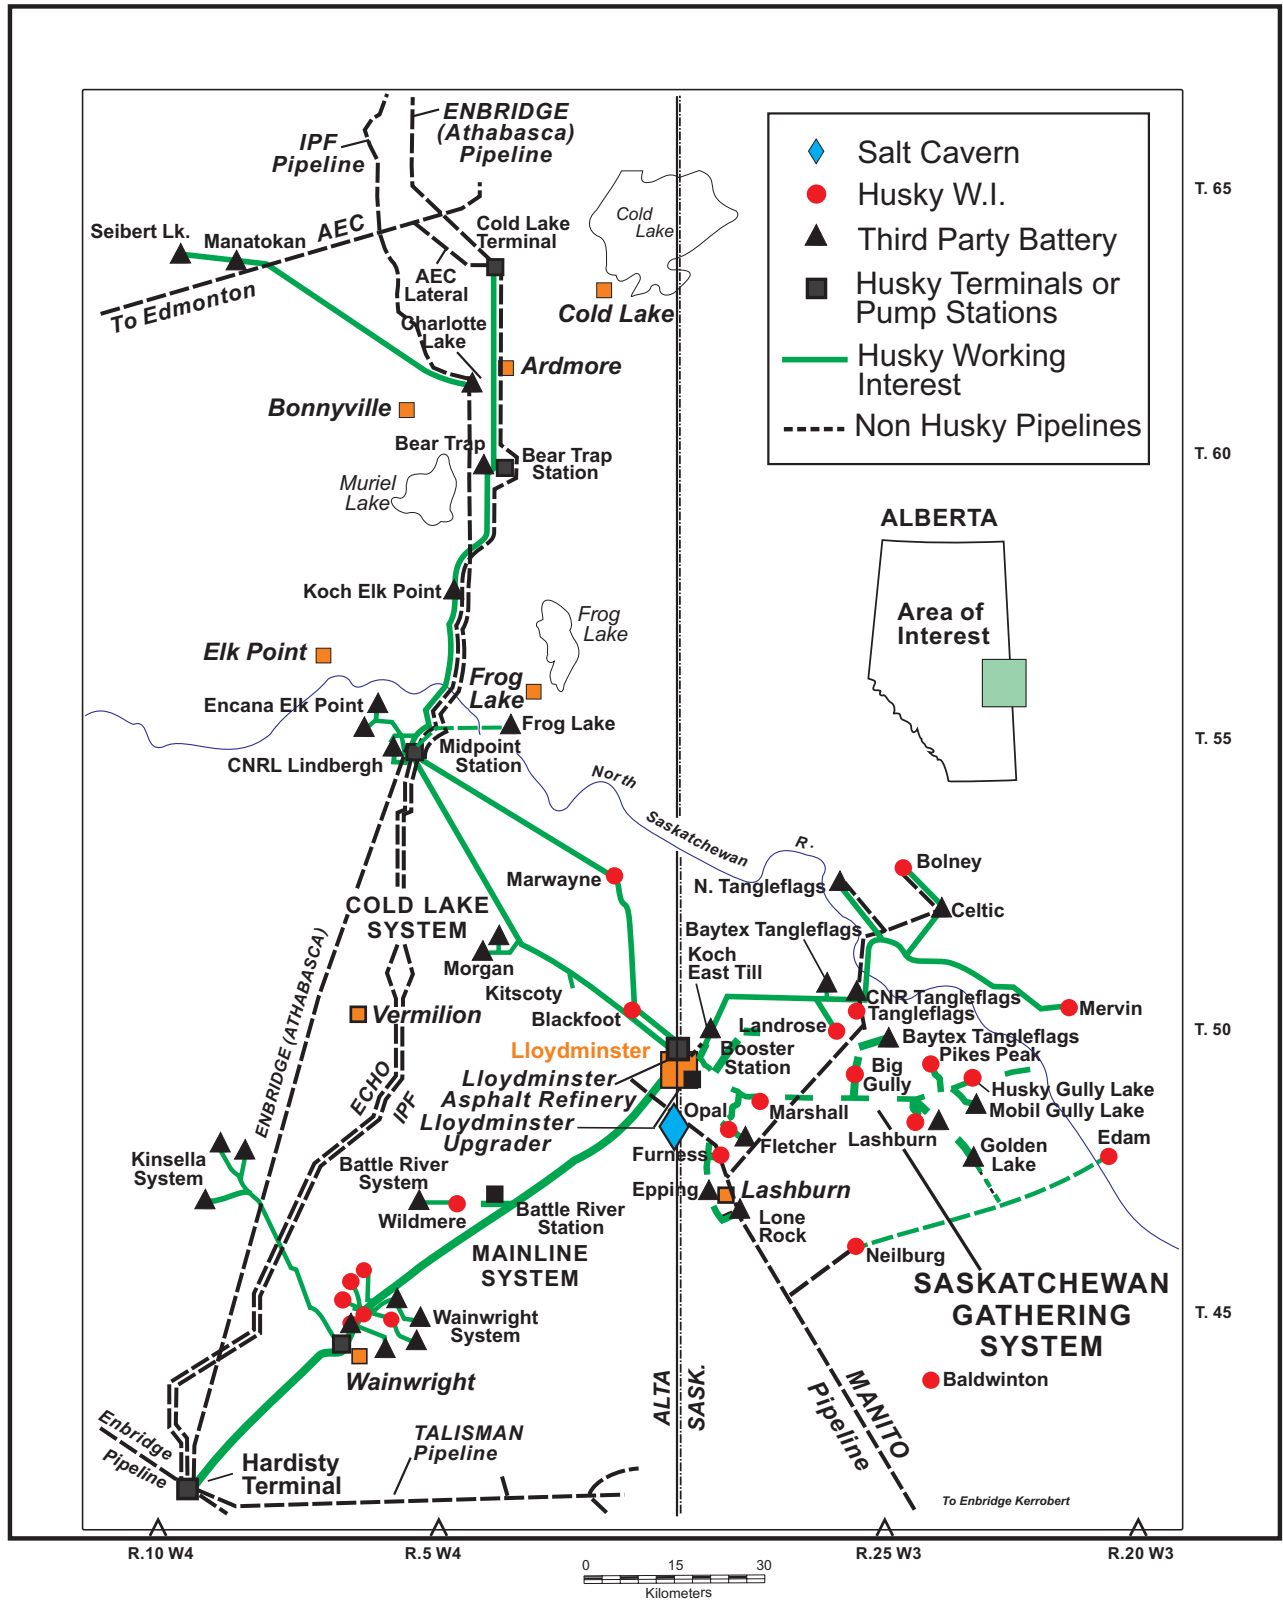 ENBRIDGE
(Athabasca)
Pipeline
IPF
Pipeline
Salt Cavern
Husky W.I.
Third Party Battery
Husky Terminals or
Pump Stations
Husky Working
Interest
Non Husky Pipelines
T. 65
Seibert Lk.
Manatokan
AEC
Cold Lake
Terminal
Cold
Lake
AEC
Lateral
To Edmonton
Cold Lake
Charlotte
Lake
Ardmore
Bonnyville
Bear Trap
Bear Trap
Station
T. 60
Muriel
Lake
ALBERTA
Area of
Interest
Koch Elk Point
Frog
Lake
Elk Point
Frog
Lake
Encana Elk Point
Frog Lake
Midpoint
Station
CNRL Lindbergh
T. 55
North
Saskatchewan
R.
Marwayne
Bolney
N. Tangleflags
Celtic
COLD LAKE
SYSTEM
Baytex Tangleflags
Koch
East Till
Morgan
Kitscoty
ENBRIDGE (ATHABASCA)
Vermilion
Blackfoot
CNR Tangleflags
Tangleflags
Mervin
Landrose
T. 50
Lloydminster
Booster
Station
Baytex Tangleflags
Pikes Peak
Big
Gully
Lloydminster
Asphalt Refinery
Husky Gully Lake
Mobil Gully Lake
ECHO
IPF
Opal
Marshall
Lloydminster
Upgrader
Lashburn
Edam
Fletcher
Golden
Lake
Furness
Kinsella
System
Battle River
System
Epping
Lashburn
Wildmere
Battle River
Station
Lone
Rock
MAINLINE
SYSTEM
Neilburg
SASKATCHEWAN
GATHERING
SYSTEM
Wainwright
System
T. 45
Wainwright
ALTA
SASK.
Baldwinton
MANITO
Pipeline
Enbridge
Pipeline
TALISMAN
Pipeline
Hardisty
Terminal
To Enbridge Kerrobert
R.10 W4
R.5 W4
R.25 W3
R.20 W3
0 15 30
Kilometers